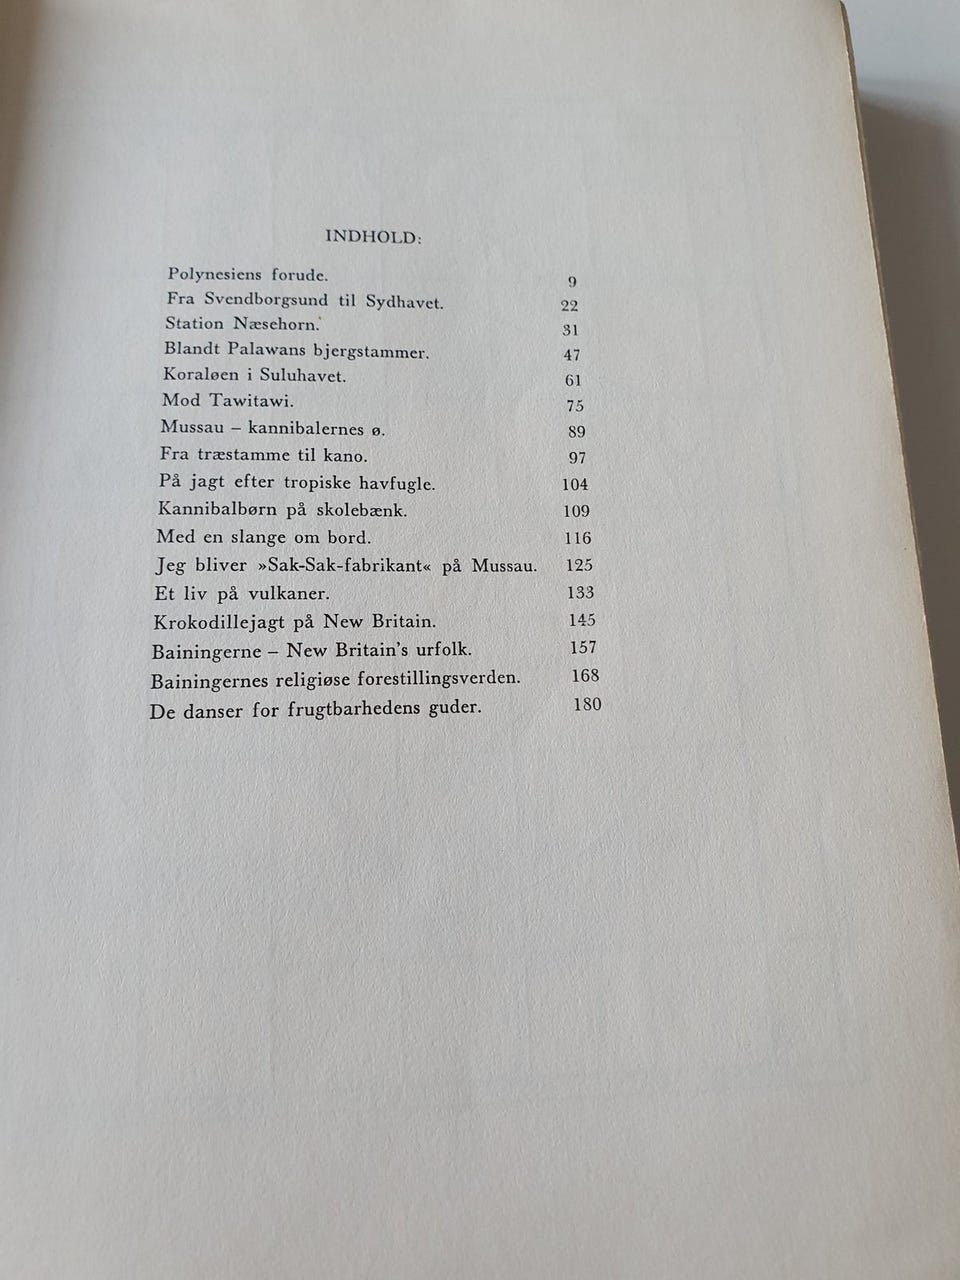 INDHOLD:
Polynesiens forude. 9
Fra Svendborgsund til Sydhavet. 22
Station Næsehorn. 31
Blandt Palawans bjergstammer. 47
Koraløen i Suluhavet. 61
Mod Tawitawi. 75
Mussau – kannibalernes ø. 89
Fra træstamme til kano. 97
På jagt efter tropiske havfugle. 104
Kannibalbørn på skolebænk. 109
Med en slange om bord. 116
Jeg bliver »Sak-Sak-fabrikant« på Mussau. 125
Et liv på vulkaner. 133
Krokodillejagt på New Britain. 145
Bainingerne – New Britain's urfolk. 157
Bainingernes religiøse forestillingsverden. 168
De danser for frugtbarhedens guder. 180